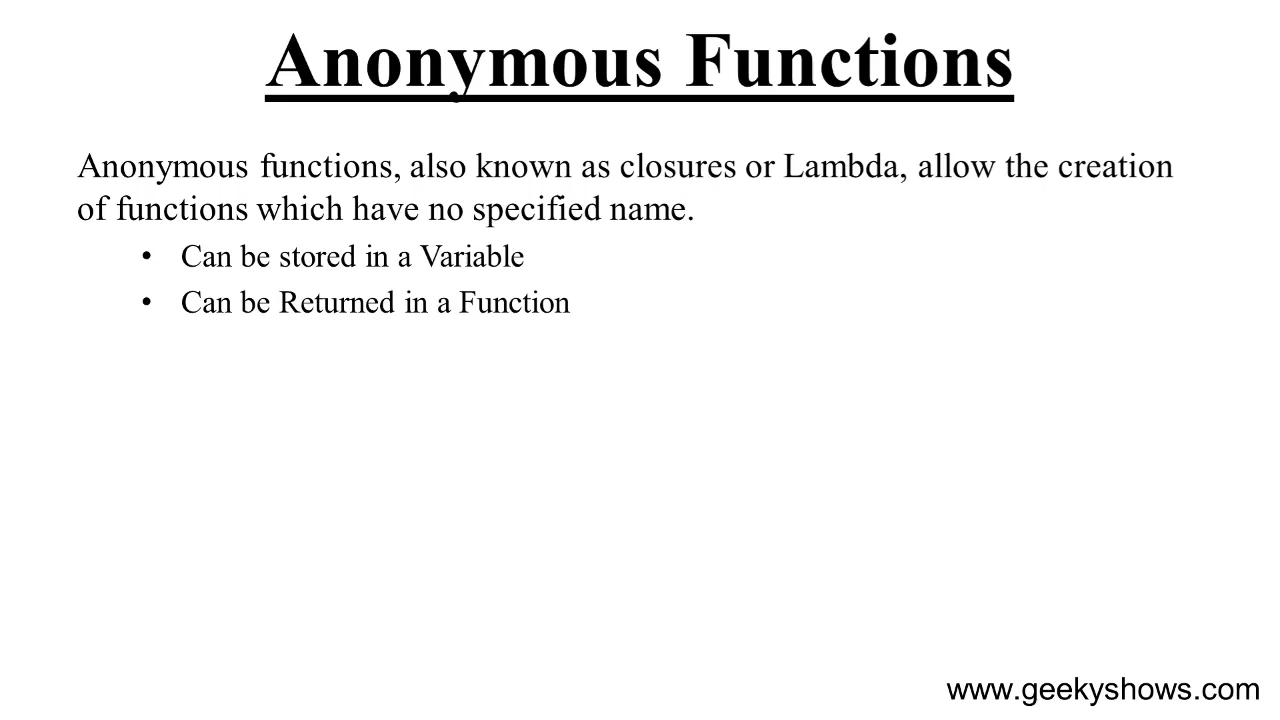 Anonymous Functions
Anonymous functions, also known as closures or Lambda, allow the creation
of functions which have no specified name.
• Can be stored in a Variable
• Can be Returned in a Function
www.geekyshows.com